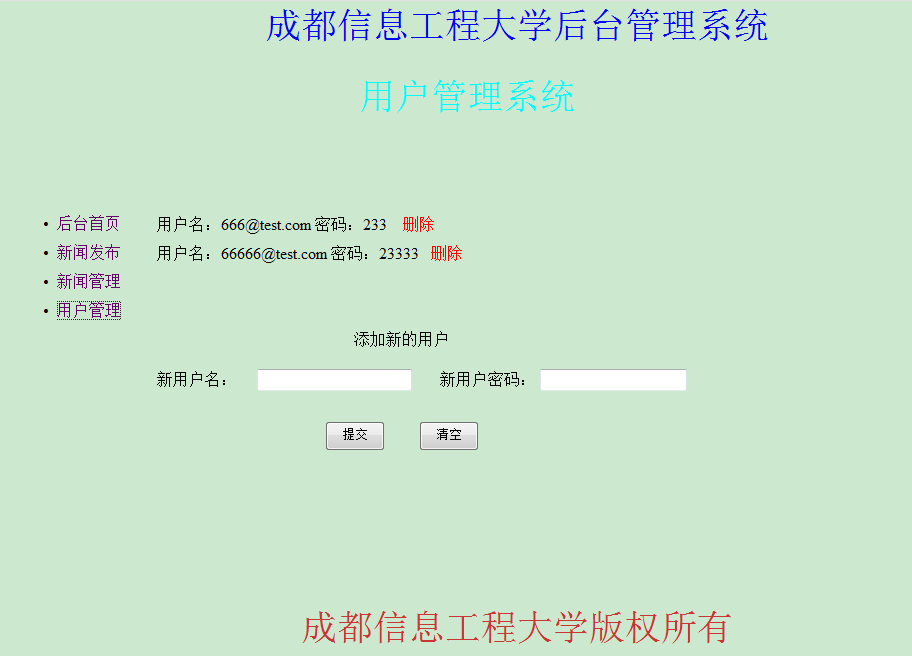 成都信息工程大学后台管理系统
用户管理系统
• 后台首页
用户名：666@test.com 密码：233 删除
• 新闻发布
用户名：66666@test.com 密码：23333 删除
• 新闻管理
• 用户管理
添加新的用户
新用户名： 新用户密码：
提交 清空
成都信息工程大学版权所有